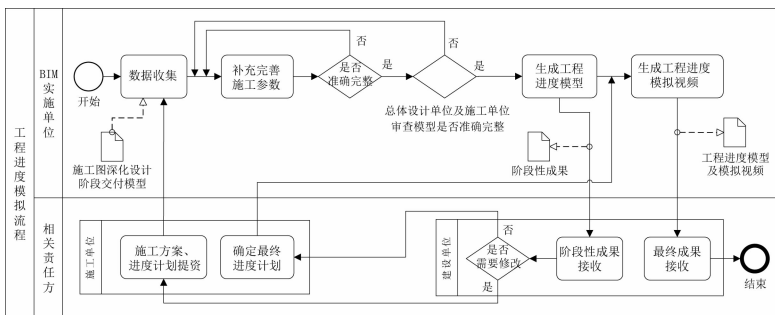 工程进度模拟流程
BIM
实施单位
开始
数据收集
施工图深化设计
阶段交付模型
补充完善
施工参数
否
是否
准确完整
是
否
是
总体设计单位及施工单位
审查模型是否准确完整
生成工程
进度模型
阶段性成果
生成工程进度
模拟视频
工程进度模型
及模拟视频
相关责任方
施工单位
施工方案、
进度计划提资
确定最终
进度计划
建设单位
否
是否
需要修改
是
阶段性成果
接收
最终成果
接收
结束